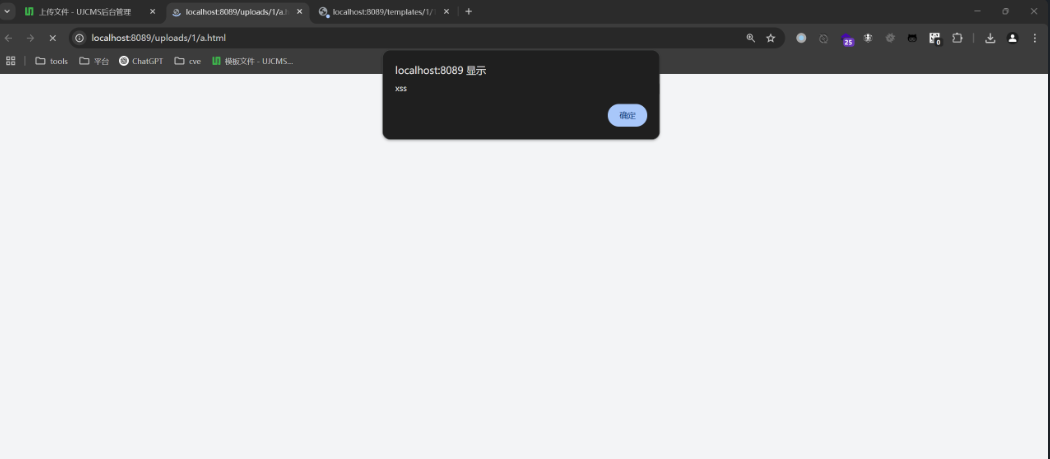 上传文件 - UJCMS后台管理
localhost:8089/uploads/1/a.h
localhost:8089/templates/1/
localhost:8089/uploads/1/a.html
25
0
tools
平台
ChatGPT
cve
模板文件 - UJCMS...
localhost:8089 显示
xss
确定